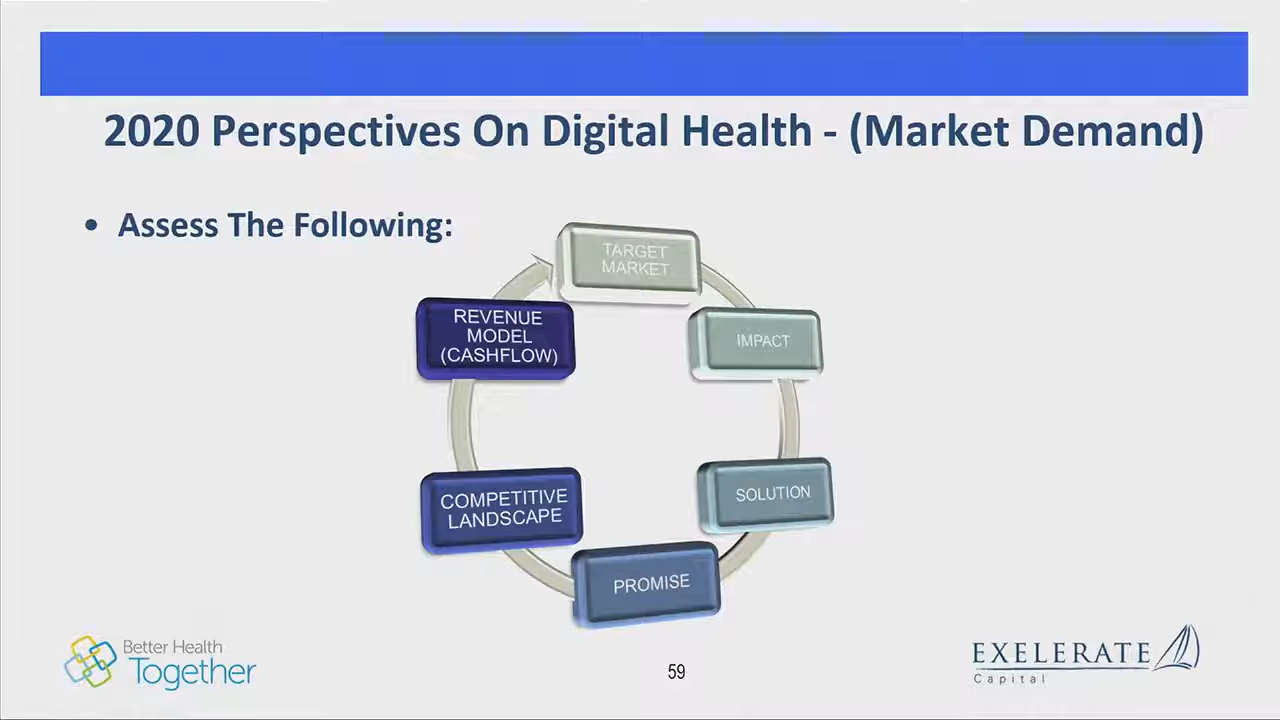 2020 Perspectives On Digital Health - (Market Demand)
• Assess The Following:
TARGET
MARKET
IMPACT
SOLUTION
PROMISE
COMPETITIVE
LANDSCAPE
REVENUE
MODEL
(CASHFLOW)
Better Health
Together
59
EXELERATE
Capital